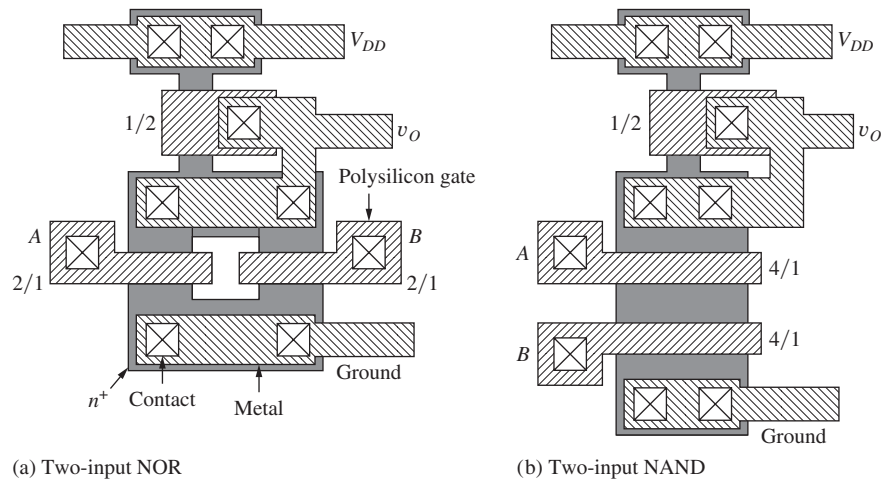 V_DD
1/2
v_O
Polysilicon gate
A
B
2/1
2/1
Ground
n^+
Contact
Metal
(a) Two-input NOR
V_DD
1/2
v_O
A
4/1
B
4/1
Ground
(b) Two-input NAND